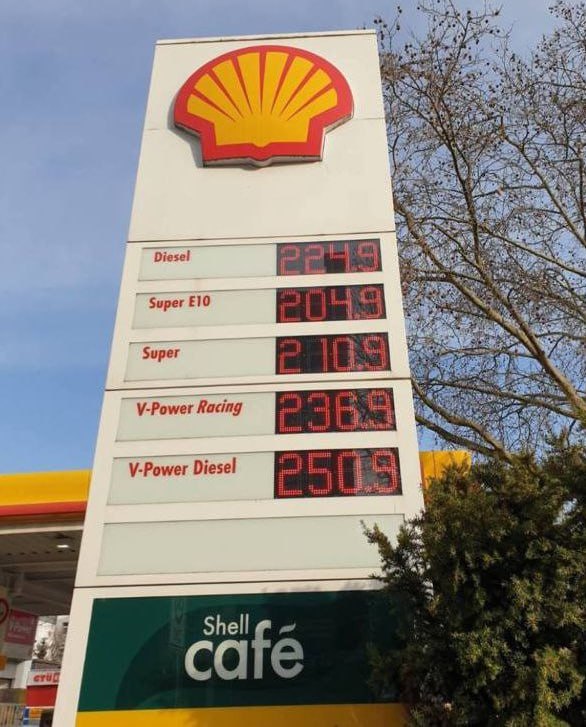 Diesel 224.9
Super E10 204.9
Super 210.9
V-Power Racing 236.9
V-Power Diesel 250.9
Shell
café
GTÜ